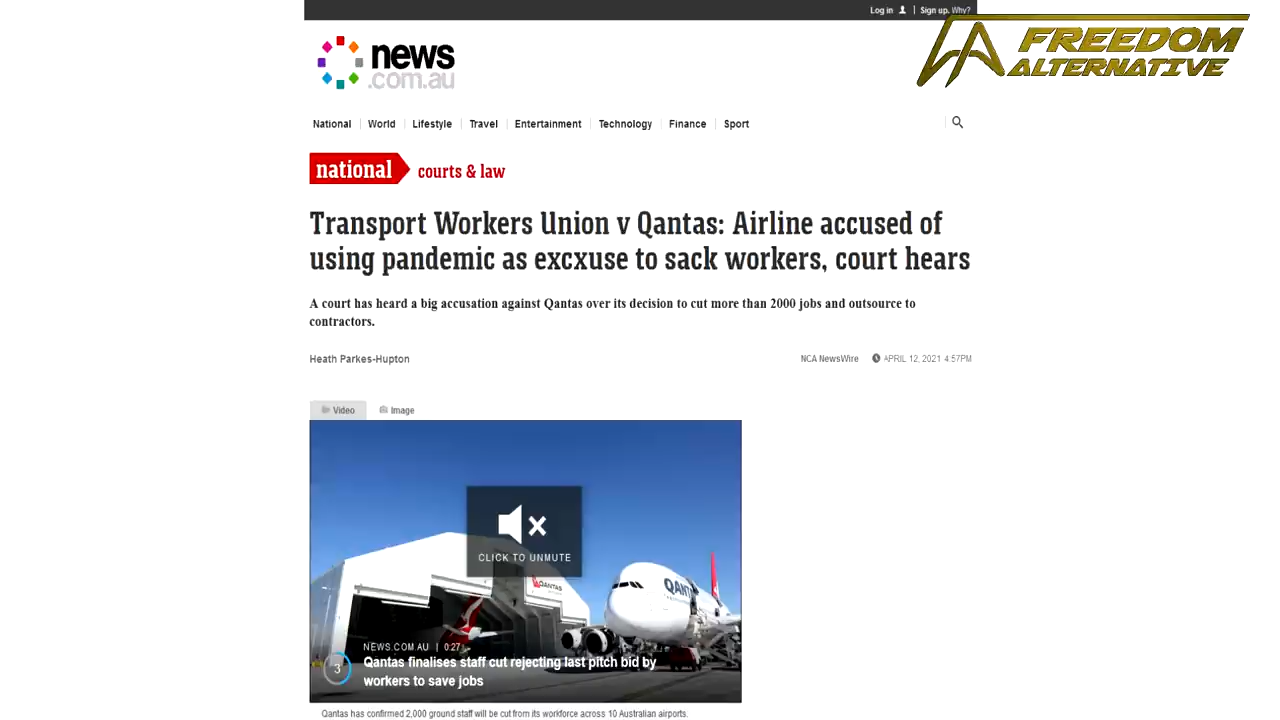 Log in | Sign up. Why?
FREEDOM
ALTERNATIVE
news
.com.au
National World Lifestyle Travel Entertainment Technology Finance Sport
national courts & law
Transport Workers Union v Qantas: Airline accused of
using pandemic as excxuse to sack workers, court hears
A court has heard a big accusation against Qantas over its decision to cut more than 2000 jobs and outsource to
contractors.
Heath Parkes-Hupton NCA NewsWire APRIL 12, 2021 4:57PM
Video Image
CLICK TO UNMUTE
QANTAS
QANTAS
NEWS.COM.AU | 0:27
3 Qantas finalises staff cut rejecting last pitch bid by
workers to save jobs
Qantas has confirmed 2,000 ground staff will be cut from its workforce across 10 Australian airports.